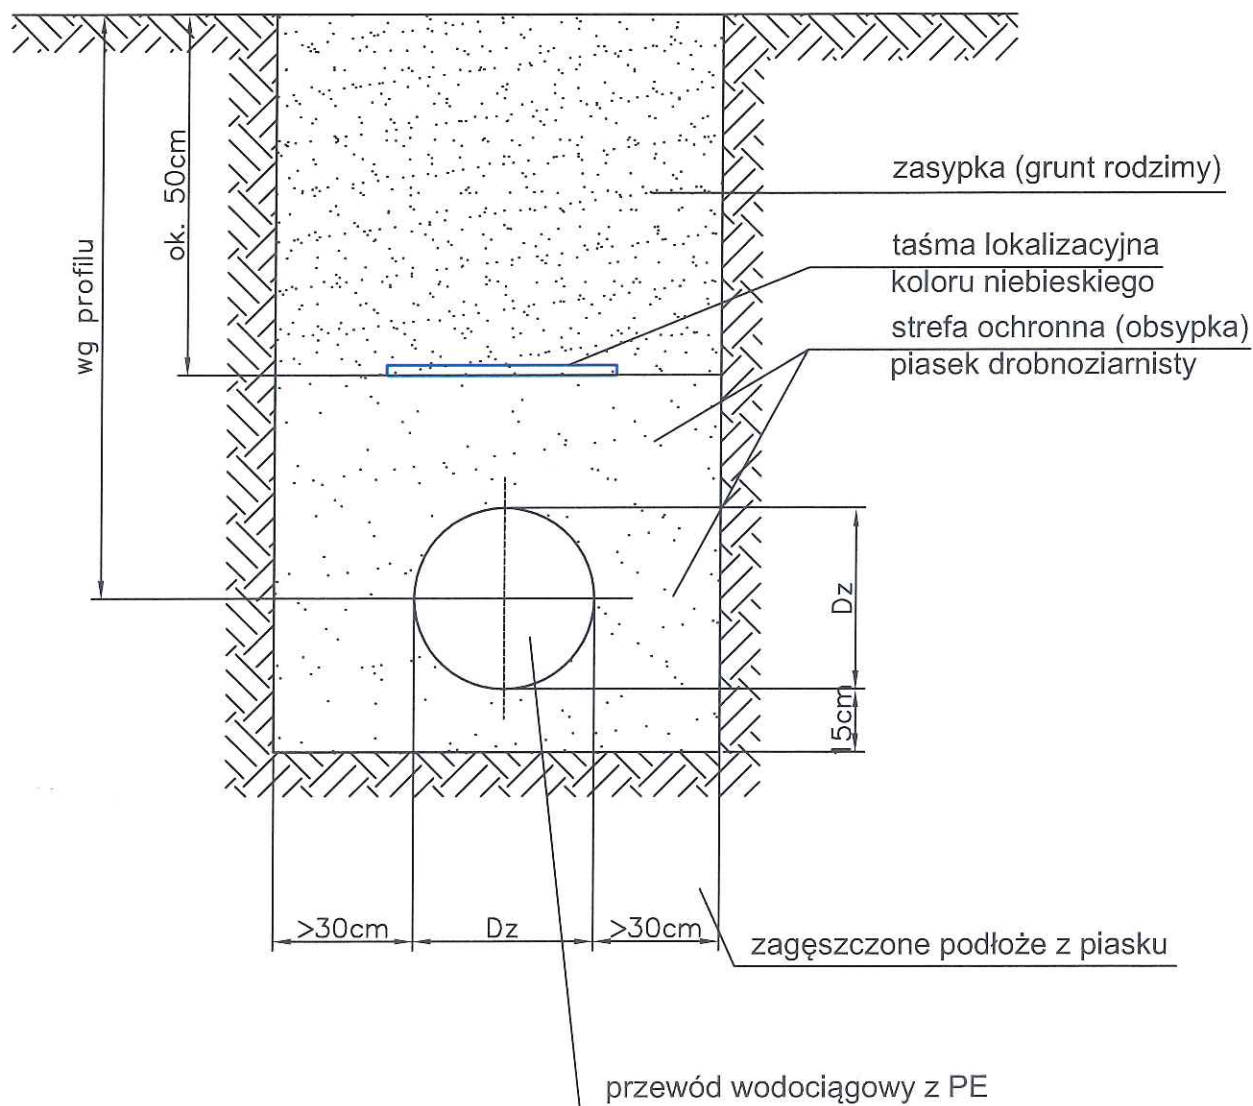 ok. 50cm
wg profilu
zasypka (grunt rodzimy)
taśma lokalizacyjna
koloru niebieskiego
strefa ochronna (obsypka)
piasek drobnoziarnisty
Dz
15cm
>30cm
Dz
>30cm
zagęszczone podłoże z piasku
przewód wodociągowy z PE